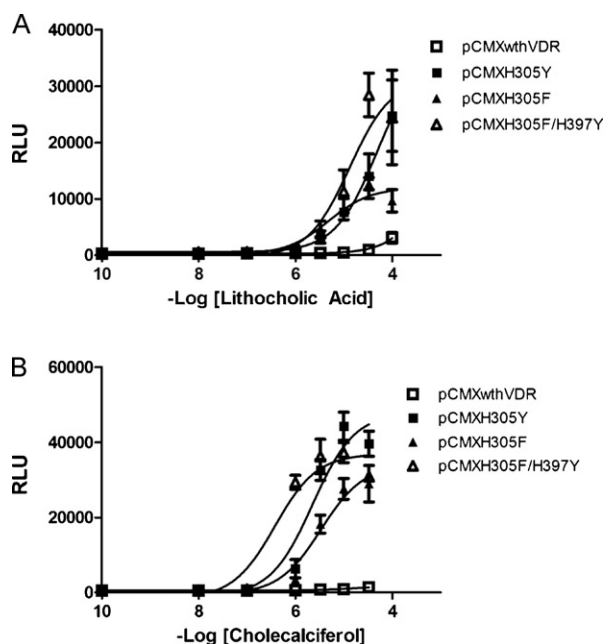 A
40000
30000
20000
10000
0
RLU
10 8 6 4
-Log [Lithocholic Acid]
pCMXwthVDR
pCMXH305Y
pCMXH305F
pCMXH305F/H397Y
B
60000
40000
20000
0
RLU
10 8 6 4
-Log [Cholecalciferol]
pCMXwthVDR
pCMXH305Y
pCMXH305F
pCMXH305F/H397Y